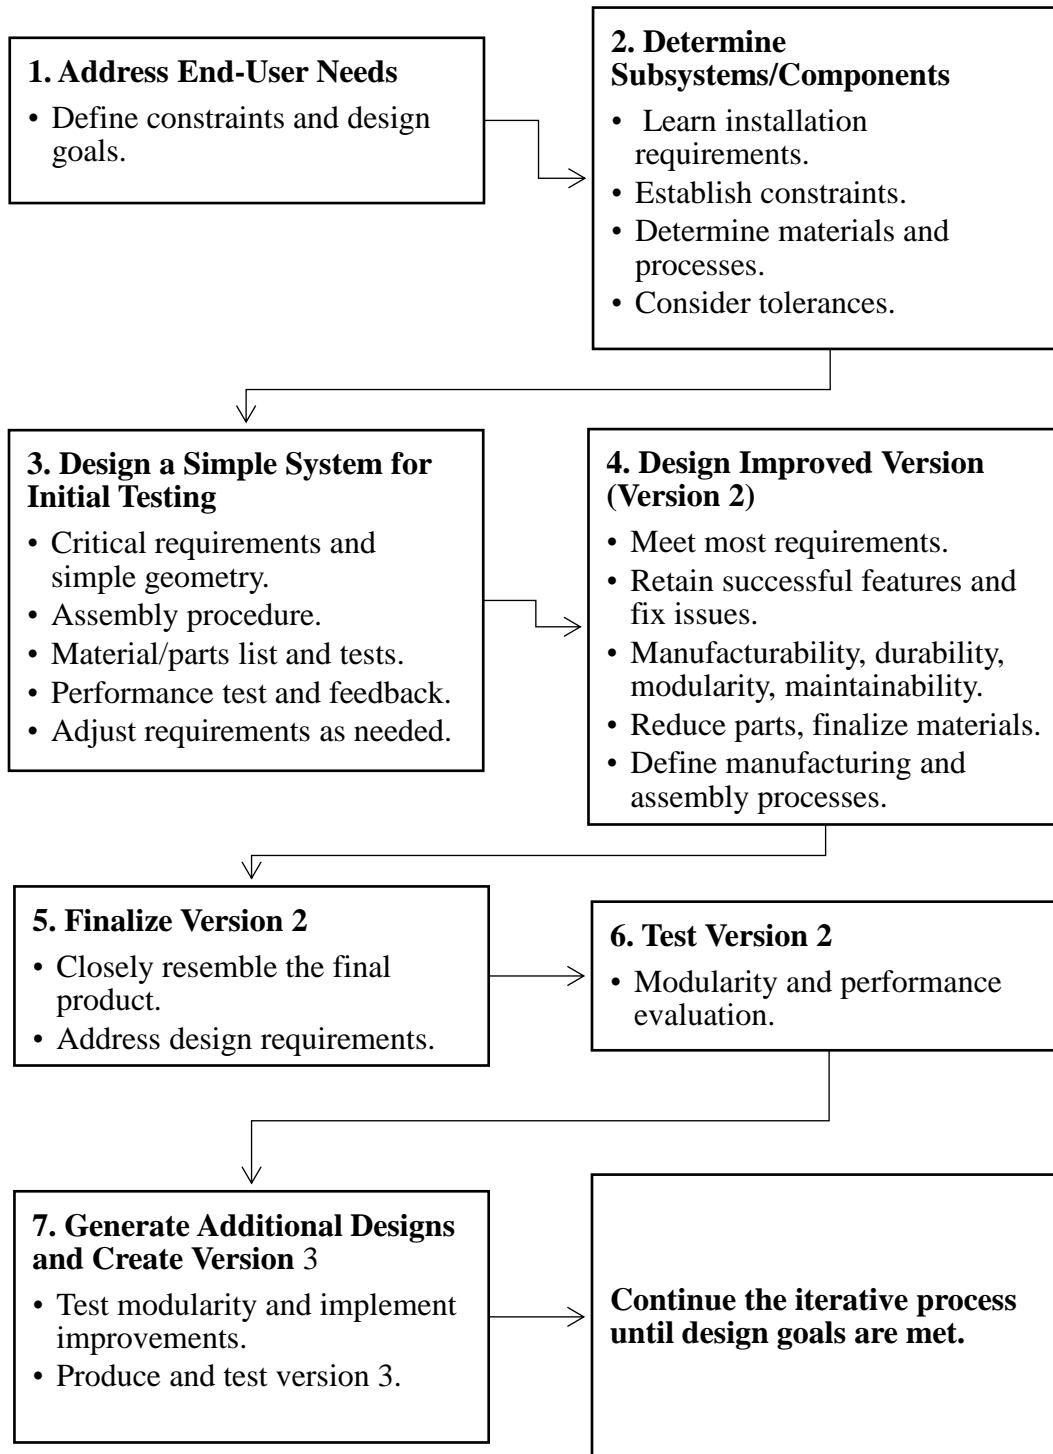 1. Address End-User Needs
• Define constraints and design
goals.
2. Determine
Subsystems/Components
• Learn installation
requirements.
• Establish constraints.
• Determine materials and
processes.
• Consider tolerances.
3. Design a Simple System for
Initial Testing
• Critical requirements and
simple geometry.
• Assembly procedure.
• Material/parts list and tests.
• Performance test and feedback.
• Adjust requirements as needed.
4. Design Improved Version
(Version 2)
• Meet most requirements.
• Retain successful features and
fix issues.
• Manufacturability, durability,
modularity, maintainability.
• Reduce parts, finalize materials.
• Define manufacturing and
assembly processes.
5. Finalize Version 2
• Closely resemble the final
product.
• Address design requirements.
6. Test Version 2
• Modularity and performance
evaluation.
7. Generate Additional Designs
and Create Version 3
• Test modularity and implement
improvements.
• Produce and test version 3.
Continue the iterative process
until design goals are met.